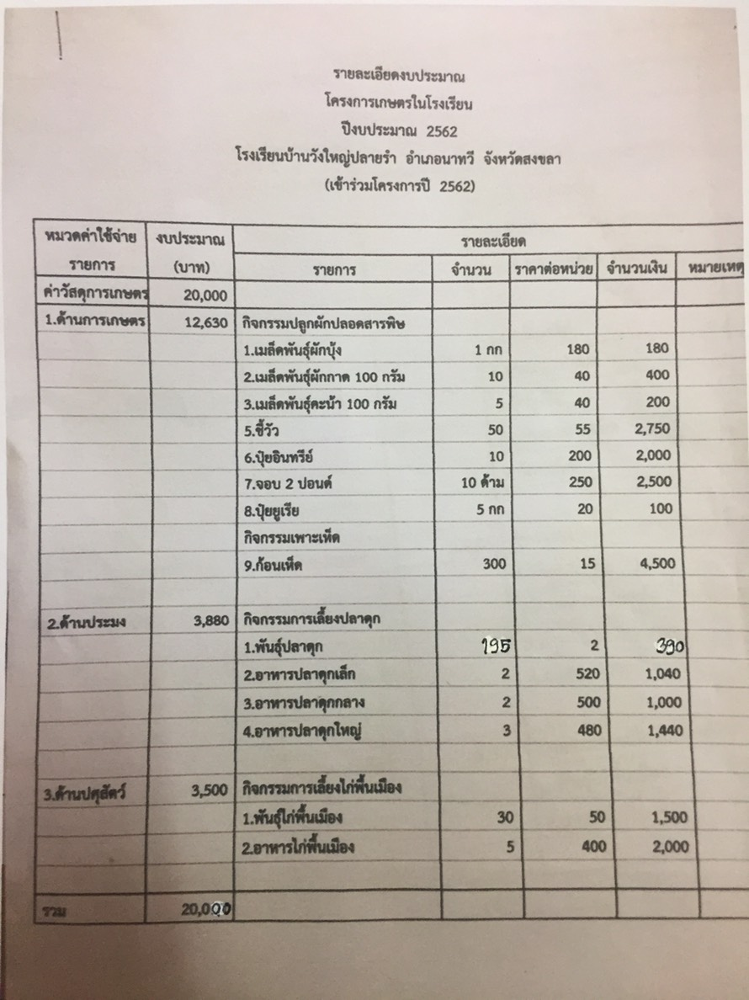 รายละเอียดงบประมาณ
โครงการเกษตรในโรงเรียน
ปีงบประมาณ 2562
โรงเรียนบ้านวังใหญ่ปลายรำ อำเภอนาทวี จังหวัดสงขลา
(เข้าร่วมโครงการปี 2562)
หมวดค่าใช้จ่าย งบประมาณ รายละเอียด
รายการ (บาท) รายการ จำนวน ราคาต่อหน่วย จำนวนเงิน หมายเหตุ
ค่าวัสดุการเกษตร 20,000
1.ด้านการเกษตร 12,630 กิจกรรมปลูกผักปลอดสารพิษ
1.เมล็ดพันธุ์ผักบุ้ง 1 กก 180 180
2.เมล็ดพันธุ์ผักกาด 100 กรัม 10 40 400
3.เมล็ดพันธุ์คะน้า 100 กรัม 5 40 200
5.ขี้วัว 50 55 2,750
6.ปุ๋ยอินทรีย์ 10 200 2,000
7.จอบ 2 ปอนด์ 10 ด้าม 250 2,500
8.ปุ๋ยยูเรีย 5 กก 20 100
กิจกรรมเพาะเห็ด
9.ก้อนเห็ด 300 15 4,500
2.ด้านประมง 3,880 กิจกรรมการเลี้ยงปลาดุก
1.พันธุ์ปลาดุก 195 2 390
2.อาหารปลาดุกเล็ก 2 520 1,040
3.อาหารปลาดุกกลาง 2 500 1,000
4.อาหารปลาดุกใหญ่ 3 480 1,440
3.ด้านปศุสัตว์ 3,500 กิจกรรมการเลี้ยงไก่พื้นเมือง
1.พันธุ์ไก่พื้นเมือง 30 50 1,500
2.อาหารไก่พื้นเมือง 5 400 2,000
รวม 20,000